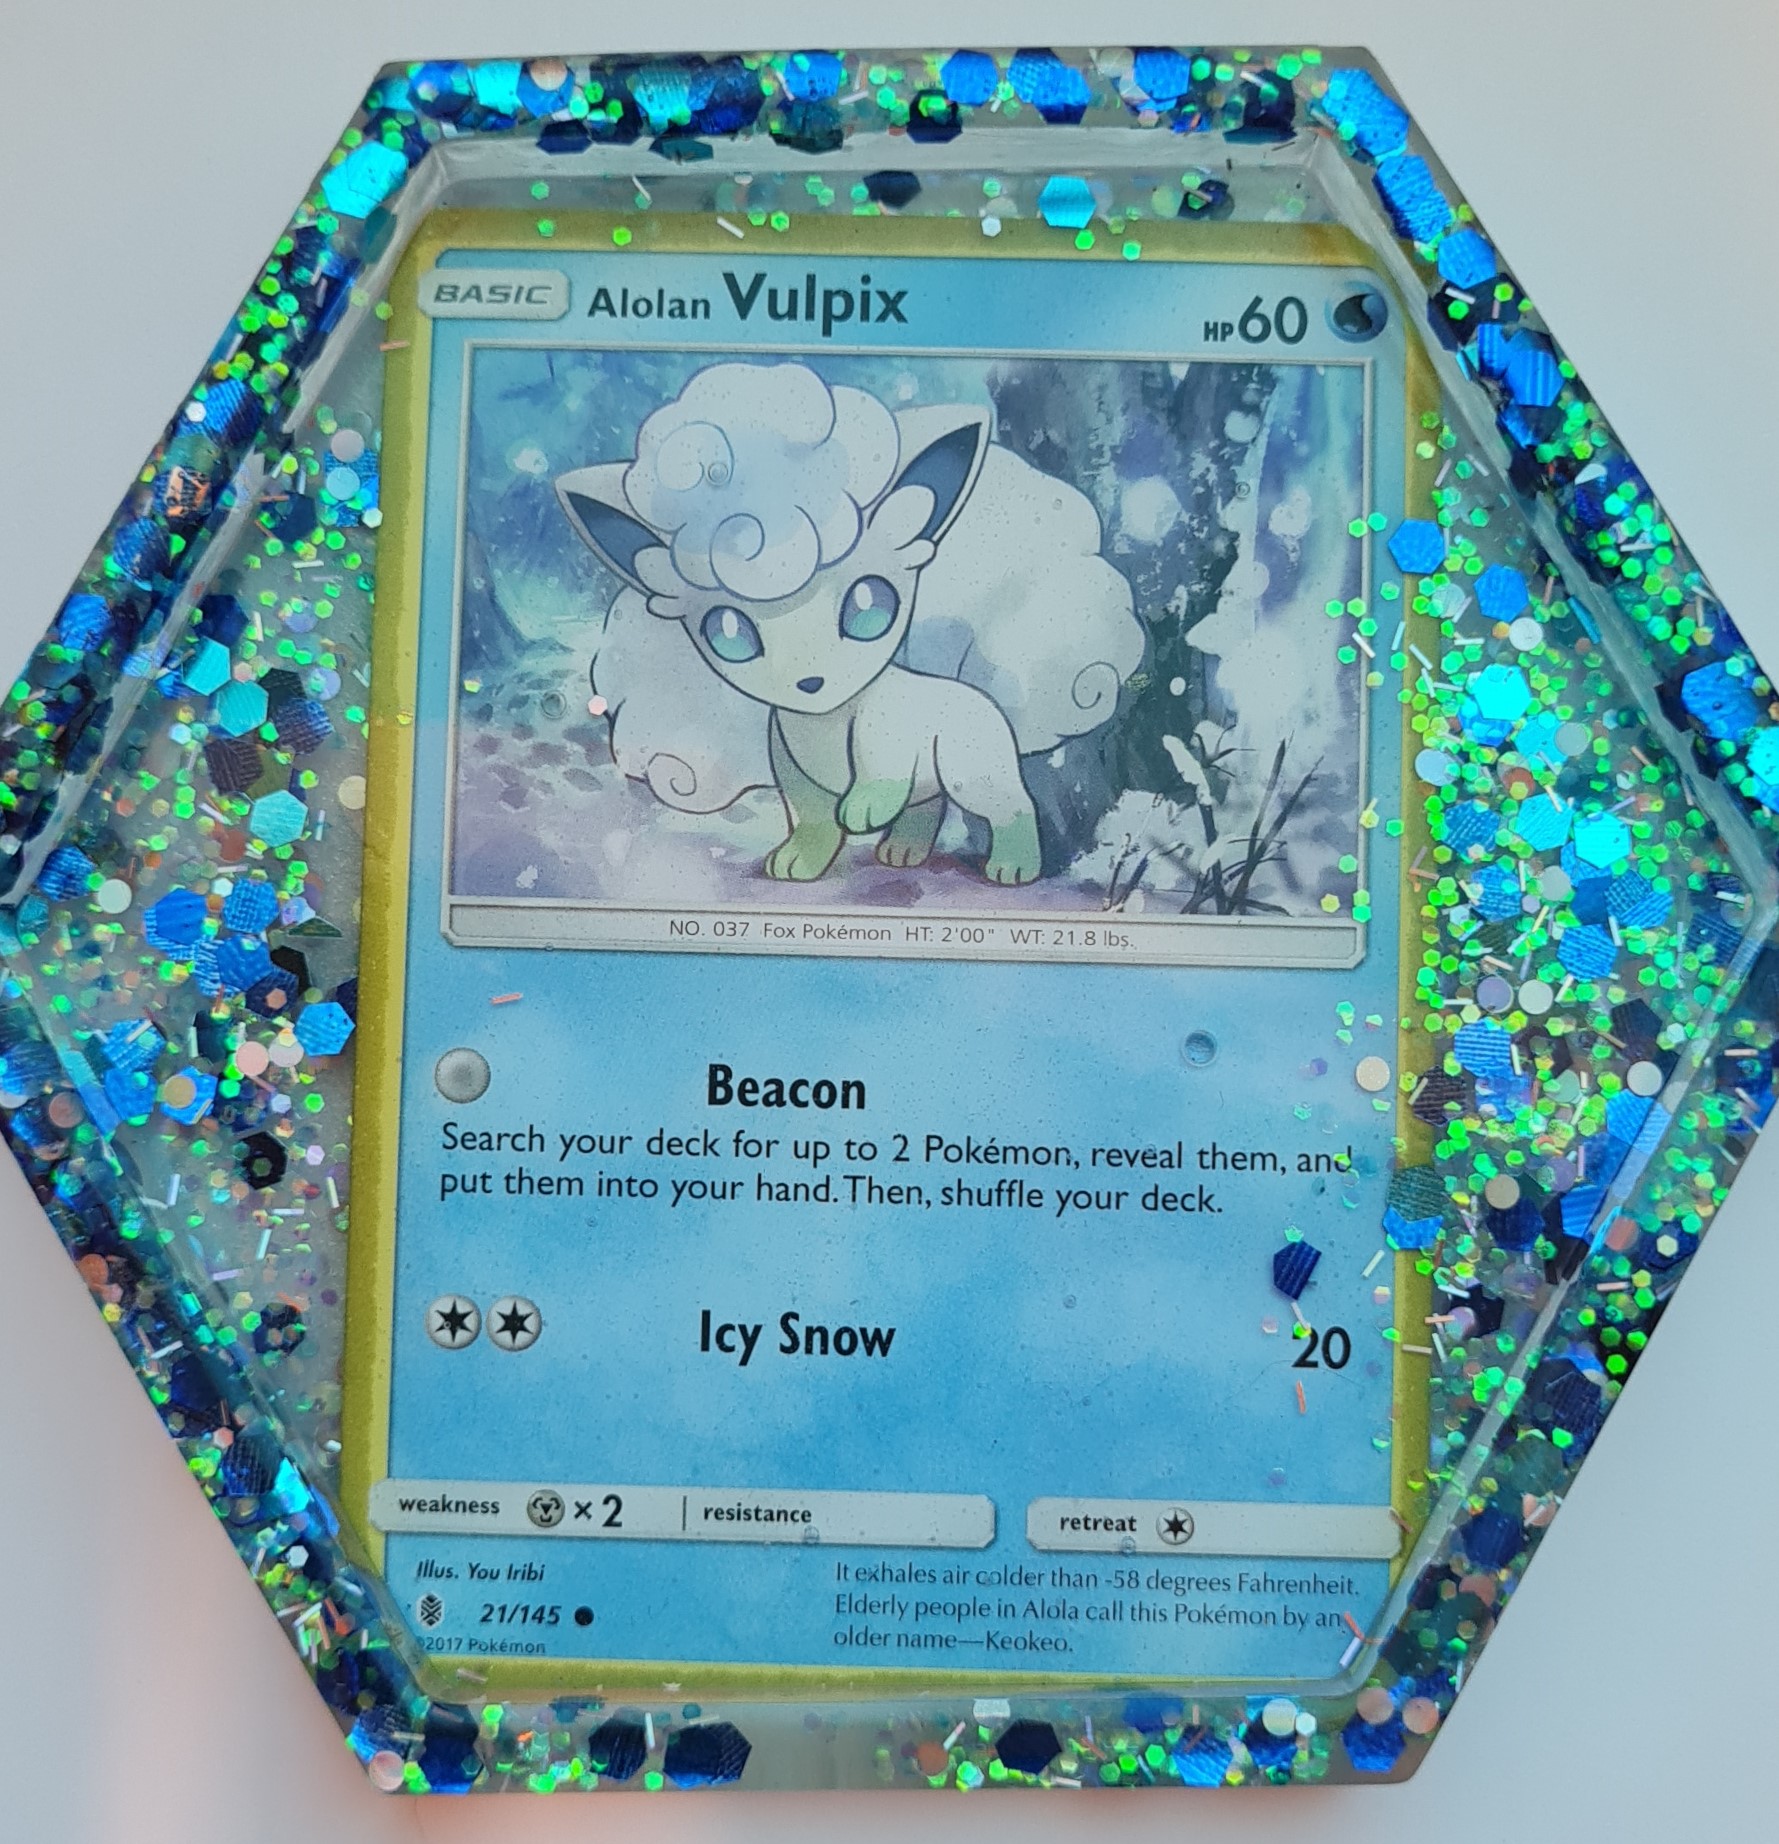 BASIC Alolan Vulpix HP 60
NO. 037 Fox Pokémon HT: 2'00" WT: 21.8 lbs.
Beacon
Search your deck for up to 2 Pokémon, reveal them, and
put them into your hand. Then, shuffle your deck.
Icy Snow 20
weakness × 2 resistance retreat
Illus. You Iribi
21/145
©2017 Pokémon
It exhales air colder than -58 degrees Fahrenheit.
Elderly people in Alola call this Pokémon by an
older name—Keokeo.